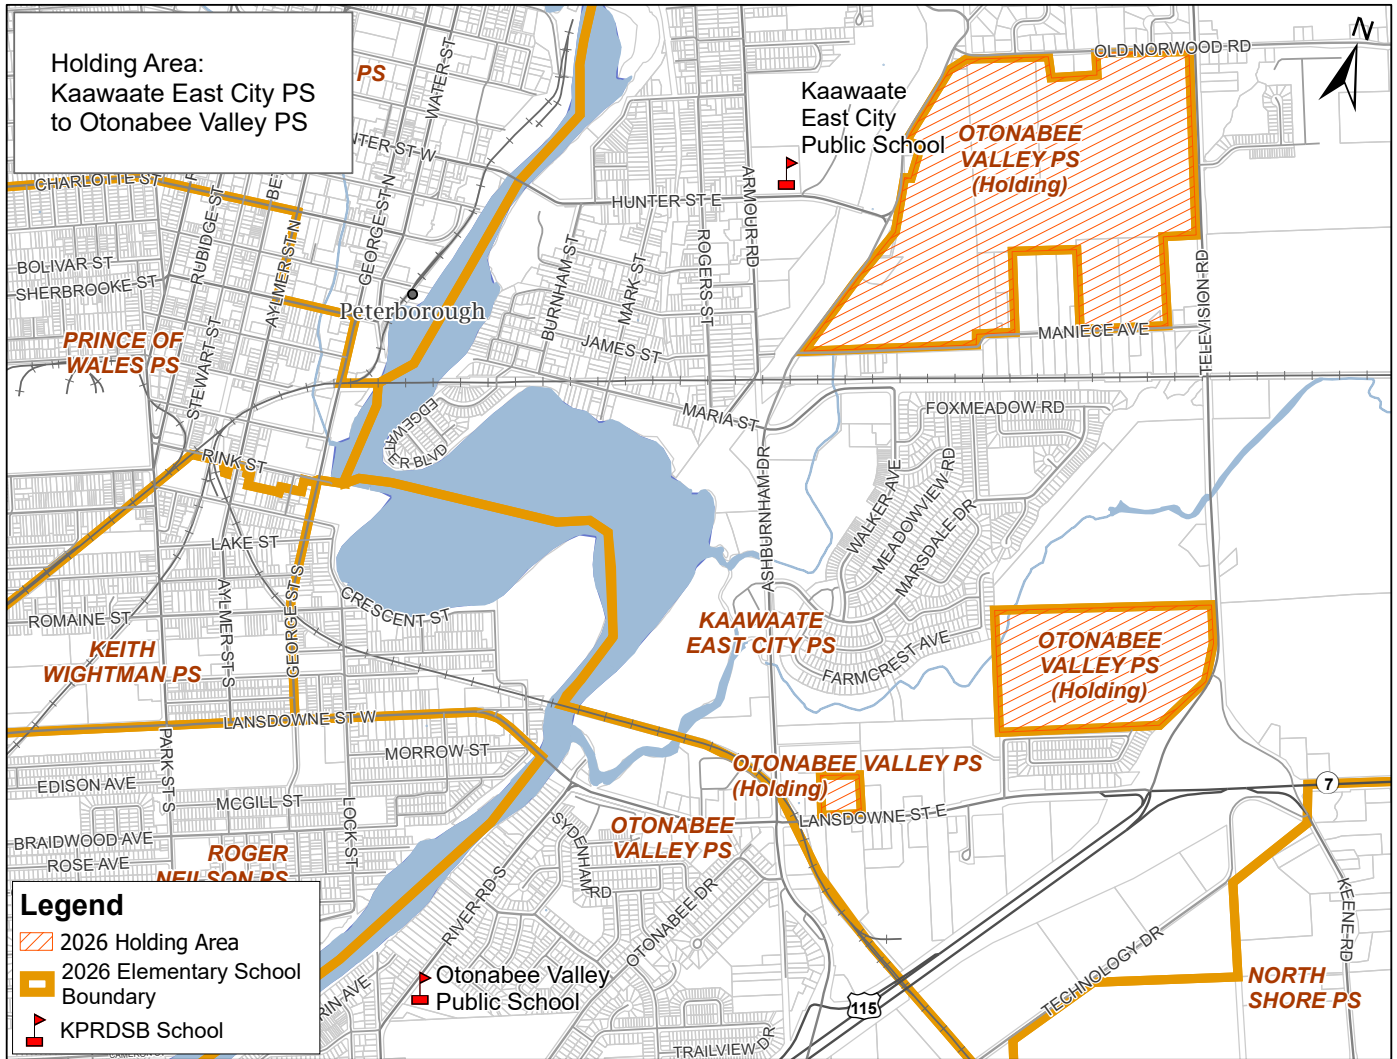 Holding Area:
Kaawaate East City PS
to Otonabee Valley PS
PS
WATER ST
NTER ST W
CHARLOTTE ST
RUBIDGE ST
BE
AYLMER ST N
GEORGE ST N
BOLIVAR ST
SHERBROOKE ST
STEWART ST
Peterborough
PRINCE OF
WALES PS
HUNTER ST E
BURNHAM ST
MARK ST
ROGERS ST
ARMOUR RD
JAMES ST
MARIA ST
EDGEWATER BLVD
Kaawaate
East City
Public School
OTONABEE
VALLEY PS
(Holding)
OLD NORWOOD RD
N
MANIECE AVE
TELEVISION RD
FOXMEADOW RD
WALKER AVE
MEADOWVIEW RD
MARSDALE DR
FARMCREST AVE
ASHBURNHAM DR
RINK ST
LAKE ST
CRESCENT ST
ROMAINE ST
AYLMER ST S
GEORGE ST S
KEITH
WIGHTMAN PS
KAAWAATE
EAST CITY PS
OTONABEE
VALLEY PS
(Holding)
LANSDOWNE ST W
MORROW ST
EDISON AVE
PARK ST S
MCGILL ST
LOCK ST
BRAIDWOOD AVE
ROSE AVE
ROGER
NEILSON PS
OTONABEE VALLEY PS
(Holding)
LANSDOWNE ST E
7
OTONABEE
VALLEY PS
SYDENHAM RD
RIVER RD S
OTONABEE DR
KEENE RD
TECHNOLOGY DR
NORTH
SHORE PS
115
TRAILVIEW DR
RIN AVE
Otonabee Valley
Public School
Legend
2026 Holding Area
2026 Elementary School
Boundary
KPRDSB School